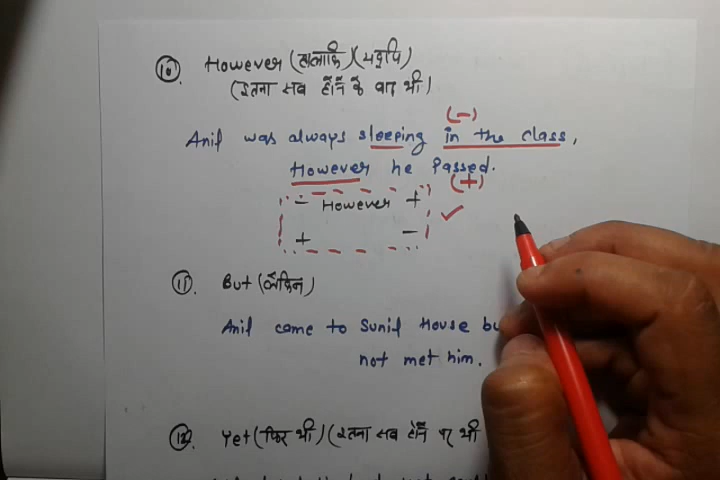 10. However (हालांकि) (यद्यपि)
(इतना सब होने के बाद भी)
(-)
Anil was always sleeping in the class,
However he Passed.
(+)
- However +
+ -
11. But (लेकिन)
Anil come to Sunil House
not met him.
12. Yet (फिर भी) (इतना सब होने पर भी